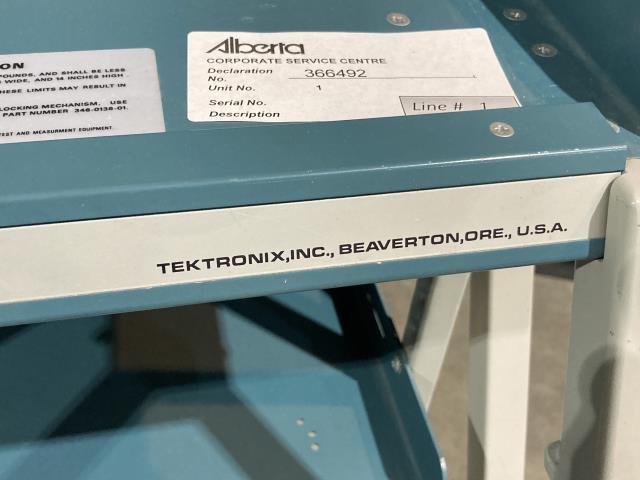 ON
POUNDS, AND SHALL BE LESS
WIDE, AND 14 INCHES HIGH
THESE LIMITS MAY RESULT IN
LOCKING MECHANISM. USE
PART NUMBER 346-0136-01.
TEST AND MEASURMENT EQUIPMENT.
Alberta
CORPORATE SERVICE CENTRE
Declaration No. 366492
Unit No. 1
Serial No.
Description
Line # 1
TEKTRONIX,INC., BEAVERTON,ORE., U.S.A.